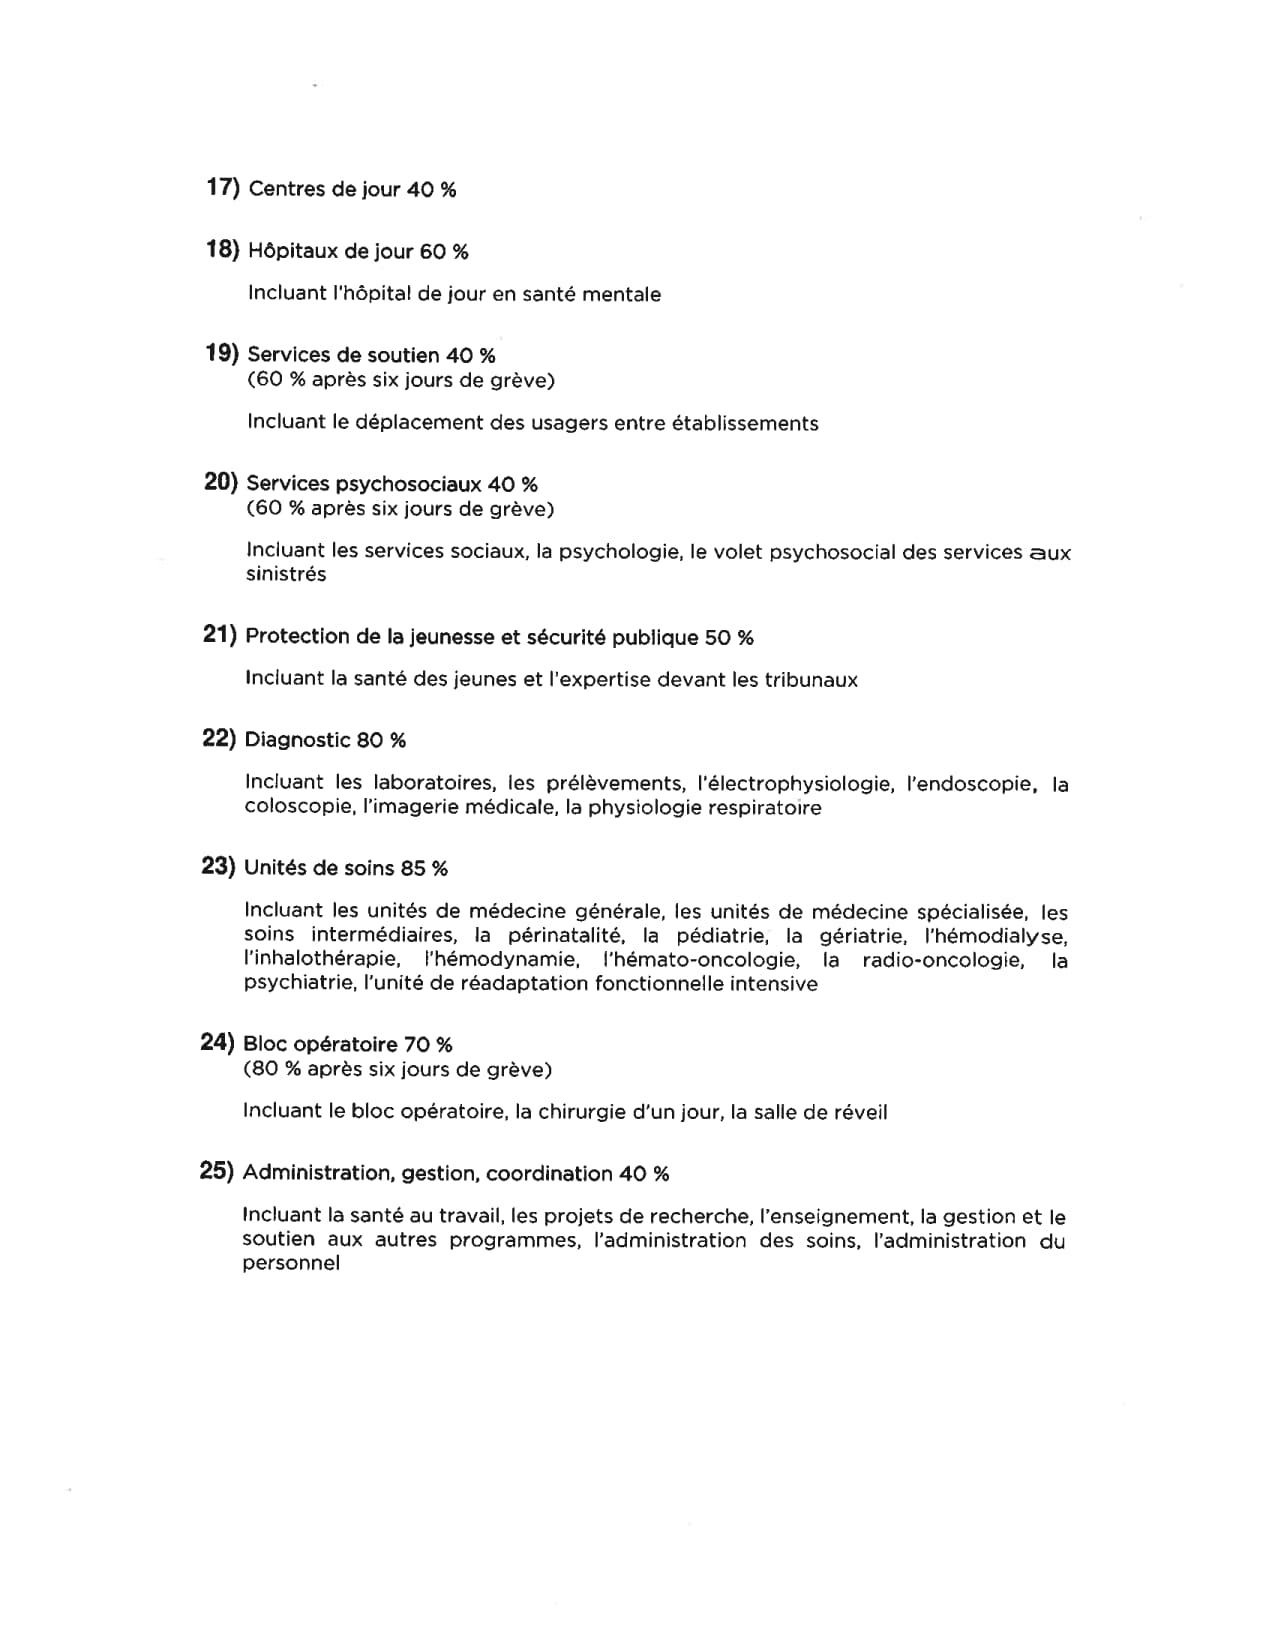 17) Centres de jour 40 %
18) Hôpitaux de jour 60 %
Incluant l'hôpital de jour en santé mentale
19) Services de soutien 40 %
(60 % après six jours de grève)
Incluant le déplacement des usagers entre établissements
20) Services psychosociaux 40 %
(60 % après six jours de grève)
Incluant les services sociaux, la psychologie, le volet psychosocial des services aux
sinistrés
21) Protection de la jeunesse et sécurité publique 50 %
Incluant la santé des jeunes et l'expertise devant les tribunaux
22) Diagnostic 80 %
Incluant les laboratoires, les prélèvements, l'électrophysiologie, l'endoscopie, la
coloscopie, l'imagerie médicale, la physiologie respiratoire
23) Unités de soins 85 %
Incluant les unités de médecine générale, les unités de médecine spécialisée, les
soins intermédiaires, la périnatalité, la pédiatrie, la gériatrie, l'hémodialyse,
l'inhalothérapie, l'hémodynamie, l'hémato-oncologie, la radio-oncologie, la
psychiatrie, l'unité de réadaptation fonctionnelle intensive
24) Bloc opératoire 70 %
(80 % après six jours de grève)
Incluant le bloc opératoire, la chirurgie d'un jour, la salle de réveil
25) Administration, gestion, coordination 40 %
Incluant la santé au travail, les projets de recherche, l'enseignement, la gestion et le
soutien aux autres programmes, l'administration des soins, l'administration du
personnel